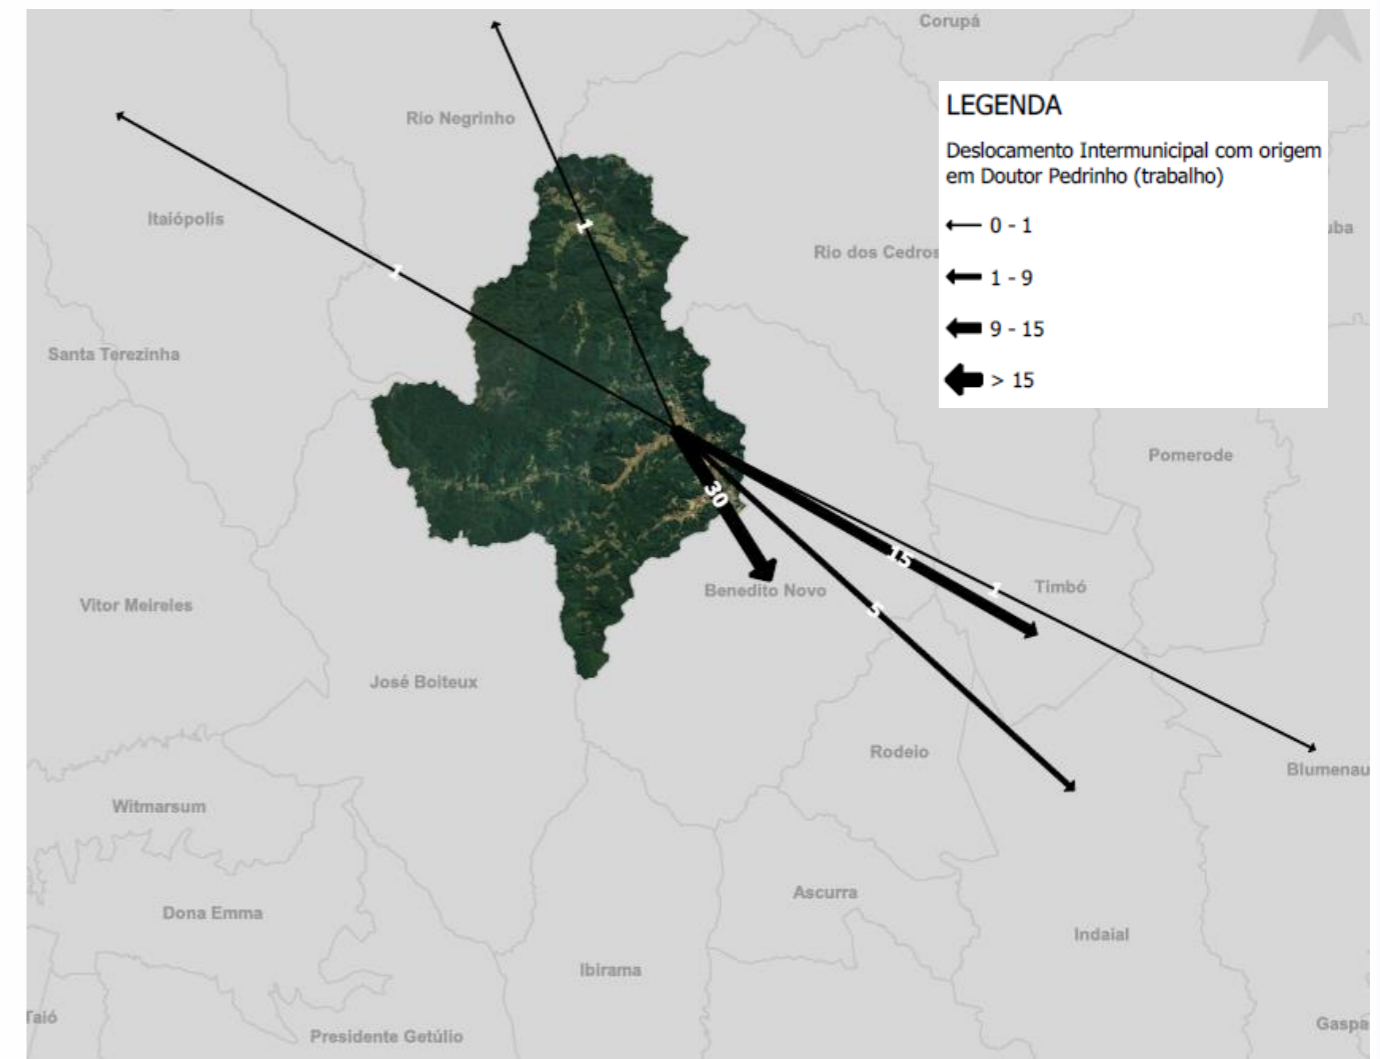 Corupá
LEGENDA
Deslocamento Intermunicipal com origem
em Doutor Pedrinho (trabalho)
0 - 1
1 - 9
9 - 15
> 15
Rio Negrinho
Itaiópolis
1
uba
Rio dos Cedros
1
Santa Terezinha
Pomerode
30
15
Timbó
1
Benedito Novo
5
Vitor Meireles
José Boiteux
Rodeio
Blumenau
Witmarsum
Ascurra
Dona Emma
Indaial
Ibirama
Taió
Presidente Getúlio
Gaspa